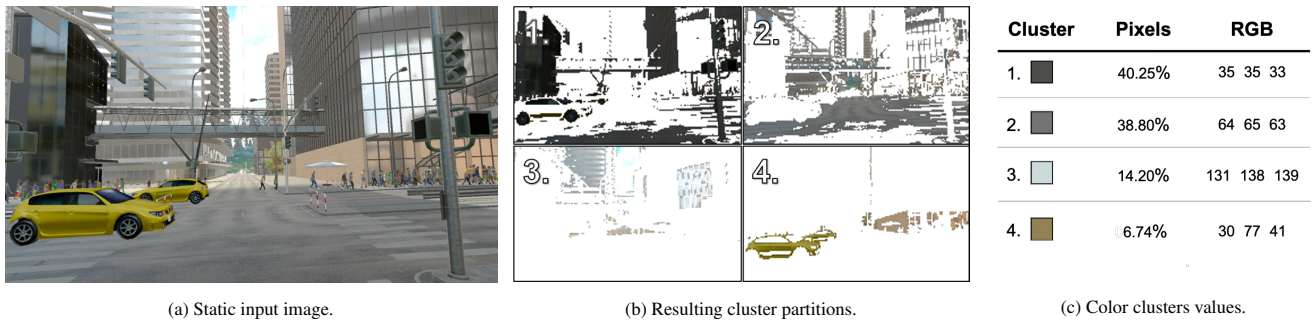 1.
2.
3.
4.
Cluster Pixels RGB
1. 40.25% 35 35 33
2. 38.80% 64 65 63
3. 14.20% 131 138 139
4. 6.74% 30 77 41
(a) Static input image.
(b) Resulting cluster partitions.
(c) Color clusters values.